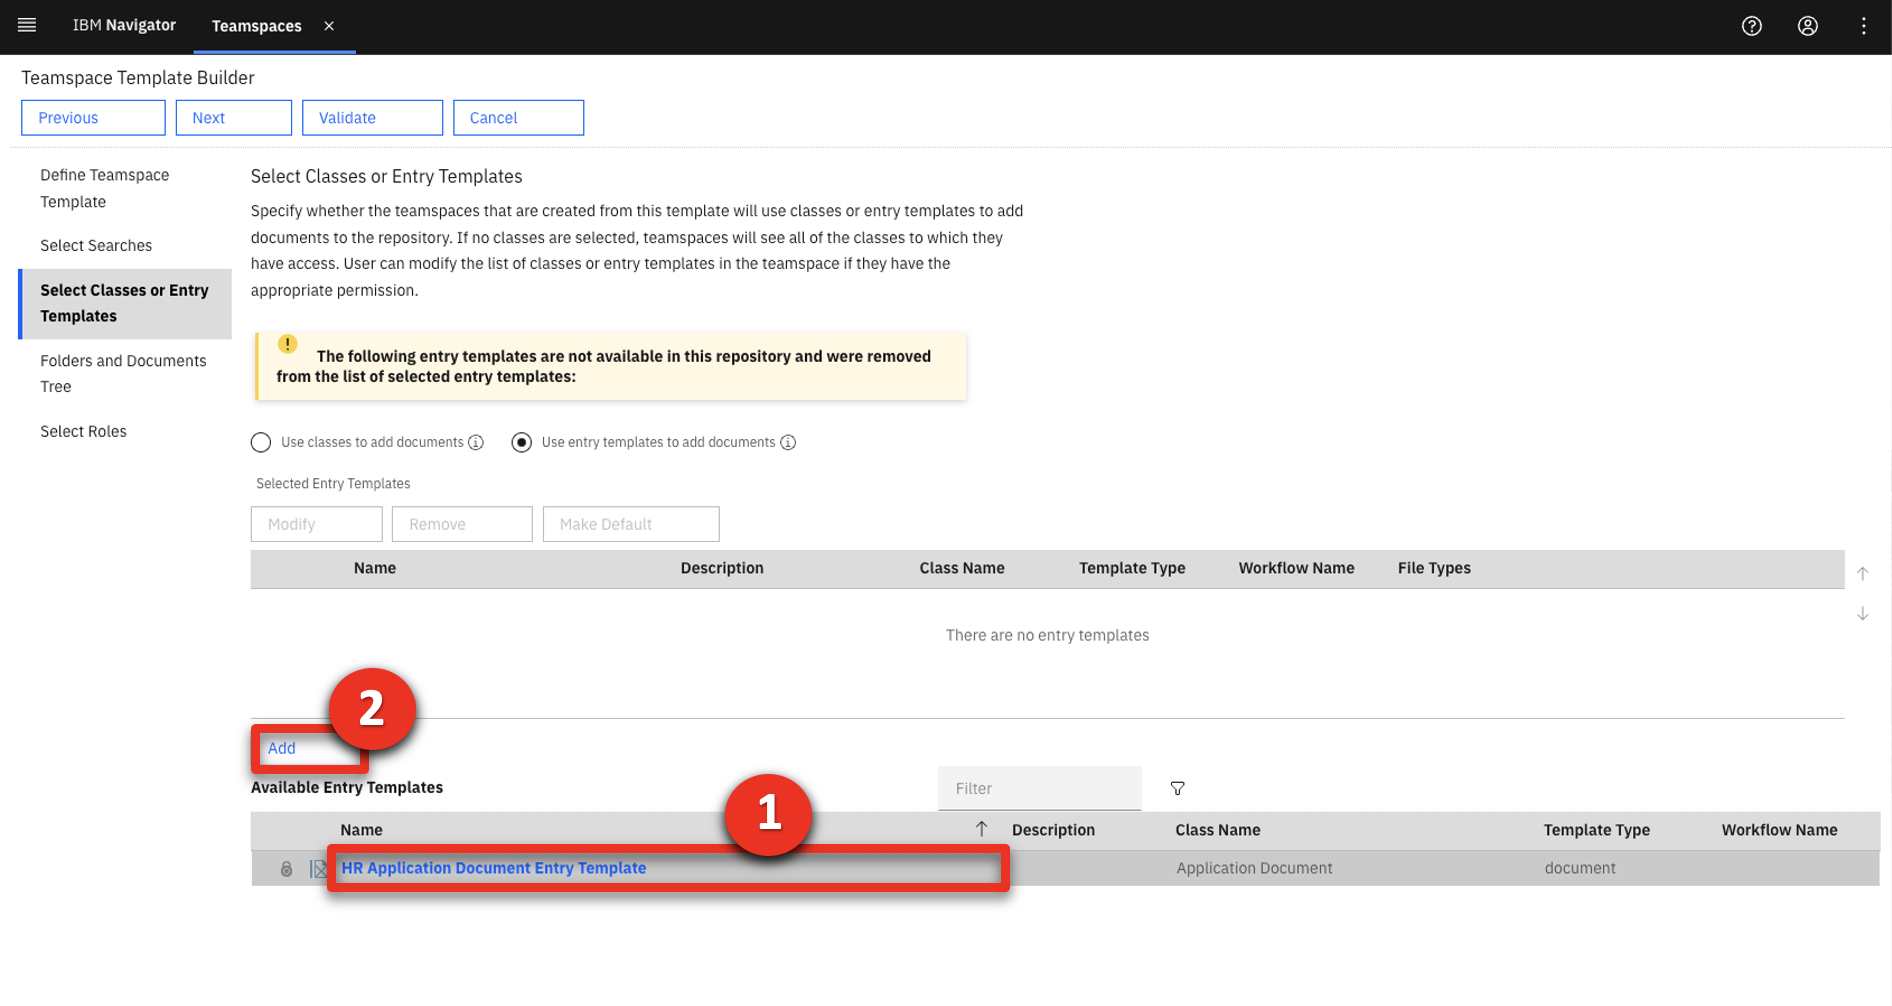 IBM Navigator Teamspaces
Teamspace Template Builder
Previous Next Validate Cancel
Define Teamspace
Template
Select Searches
Select Classes or Entry
Templates
Folders and Documents
Tree
Select Roles
Select Classes or Entry Templates
Specify whether the teamspaces that are created from this template will use classes or entry templates to add
documents to the repository. If no classes are selected, teamspaces will see all of the classes to which they
have access. User can modify the list of classes or entry templates in the teamspace if they have the
appropriate permission.
The following entry templates are not available in this repository and were removed
from the list of selected entry templates:
Use classes to add documents Use entry templates to add documents
Selected Entry Templates
Modify Remove Make Default
Name Description Class Name Template Type Workflow Name File Types
There are no entry templates
2
Add
Available Entry Templates Filter
1
Name Description Class Name Template Type Workflow Name
HR Application Document Entry Template Application Document document